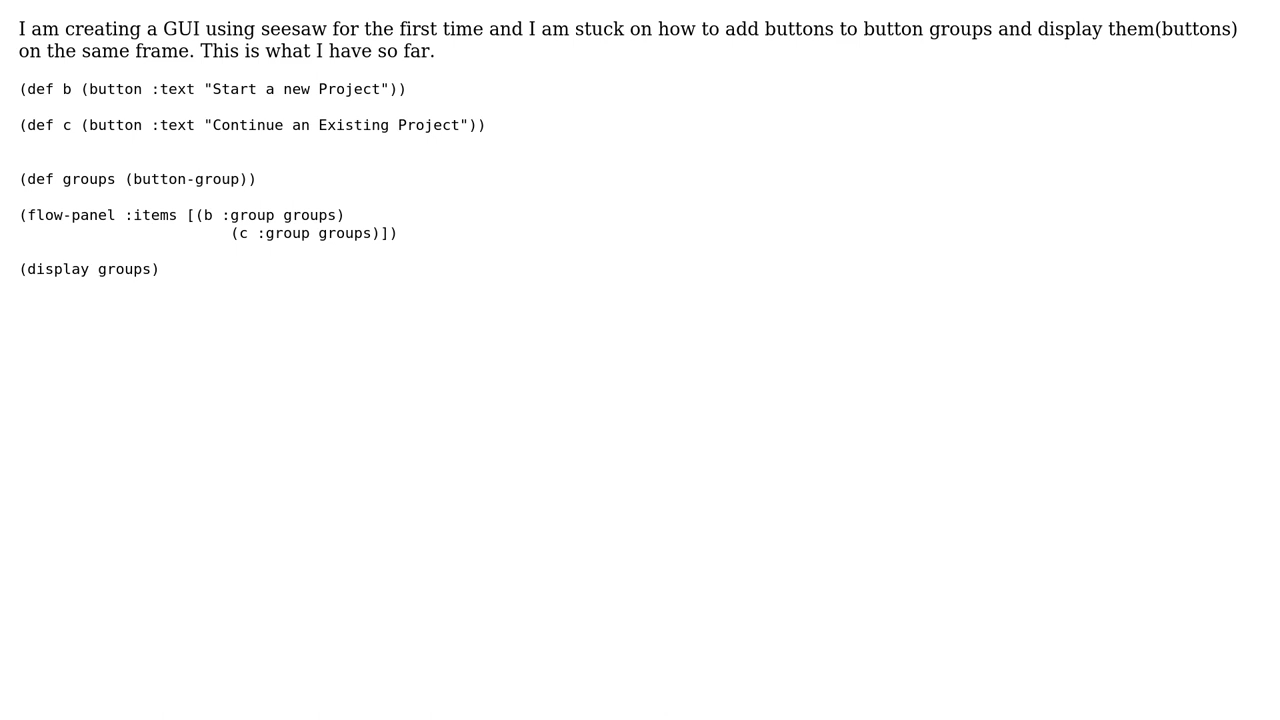 I am creating a GUI using seesaw for the first time and I am stuck on how to add buttons to button groups and display them(buttons)
on the same frame. This is what I have so far.
(def b (button :text "Start a new Project"))
(def c (button :text "Continue an Existing Project"))
(def groups (button-group))
(flow-panel :items [(b :group groups)
(c :group groups)])
(display groups)